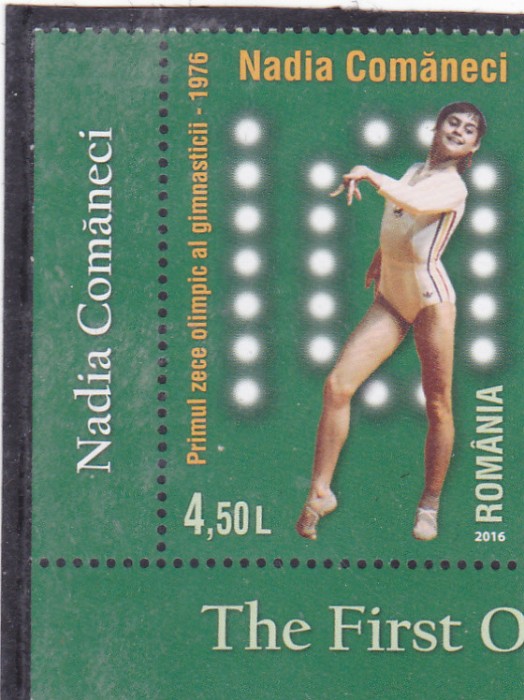 Nadia Comăneci
Nadia Comăneci
Primul zece olimpic al gimnasticii - 1976
4,50 L
ROMÂNIA
2016
The First O